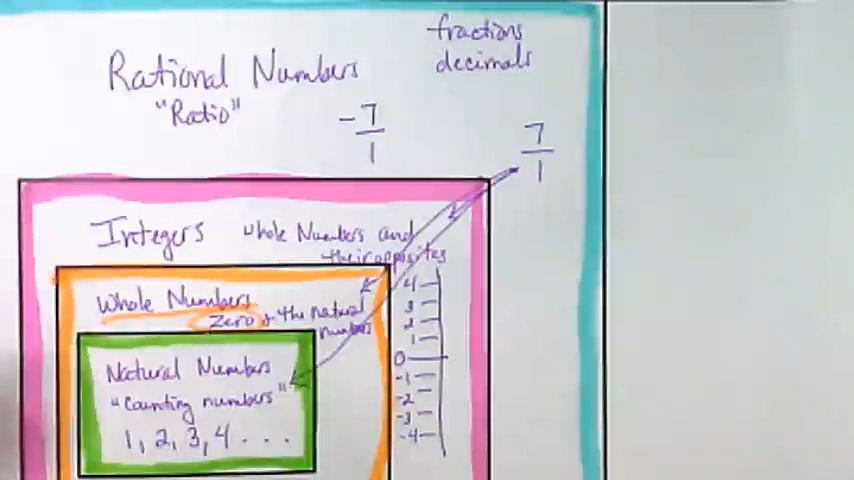 fractions
decimals
Rational Numbers
"Ratio"
-7/1
7/1
Integers whole Numbers and
their opposites
Whole Numbers
zero + the natural
numbers
Natural Numbers
"Counting numbers"
1, 2, 3, 4 . . .
4
3
2
1
0
-1
-2
-3
-4